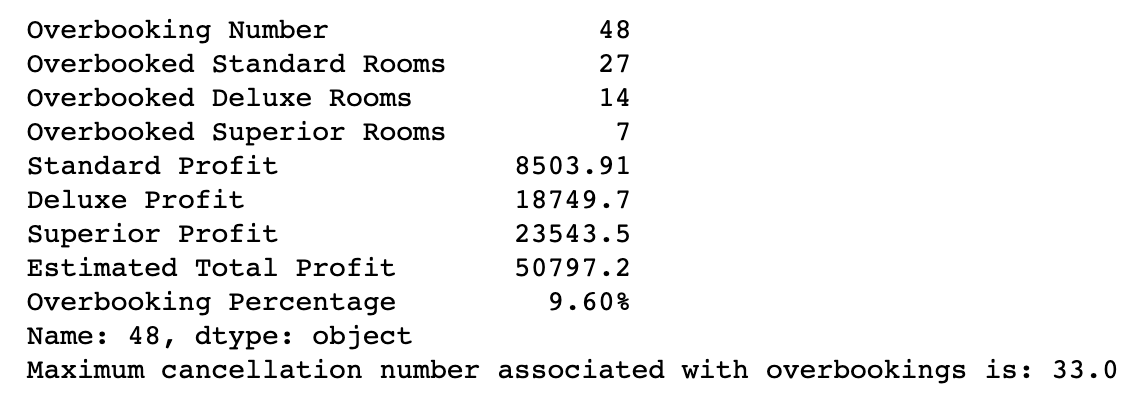 Overbooking Number 48
Overbooked Standard Rooms 27
Overbooked Deluxe Rooms 14
Overbooked Superior Rooms 7
Standard Profit 8503.91
Deluxe Profit 18749.7
Superior Profit 23543.5
Estimated Total Profit 50797.2
Overbooking Percentage 9.60%
Name: 48, dtype: object
Maximum cancellation number associated with overbookings is: 33.0